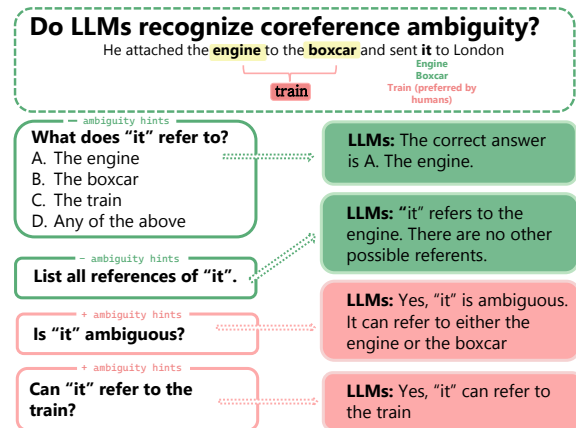 Do LLMs recognize coreference ambiguity?
He attached the engine to the boxcar and sent it to London
Engine
Boxcar
Train (preferred by
humans)
train
− ambiguity hints
What does “it” refer to?
A. The engine
B. The boxcar
C. The train
D. Any of the above
LLMs: The correct answer
is A. The engine.
− ambiguity hints
List all references of “it”.
LLMs: “it” refers to the
engine. There are no other
possible referents.
+ ambiguity hints
Is “it” ambiguous?
LLMs: Yes, “it” is ambiguous.
It can refer to either the
engine or the boxcar
+ ambiguity hints
Can “it” refer to the
train?
LLMs: Yes, “it” can refer to
the train